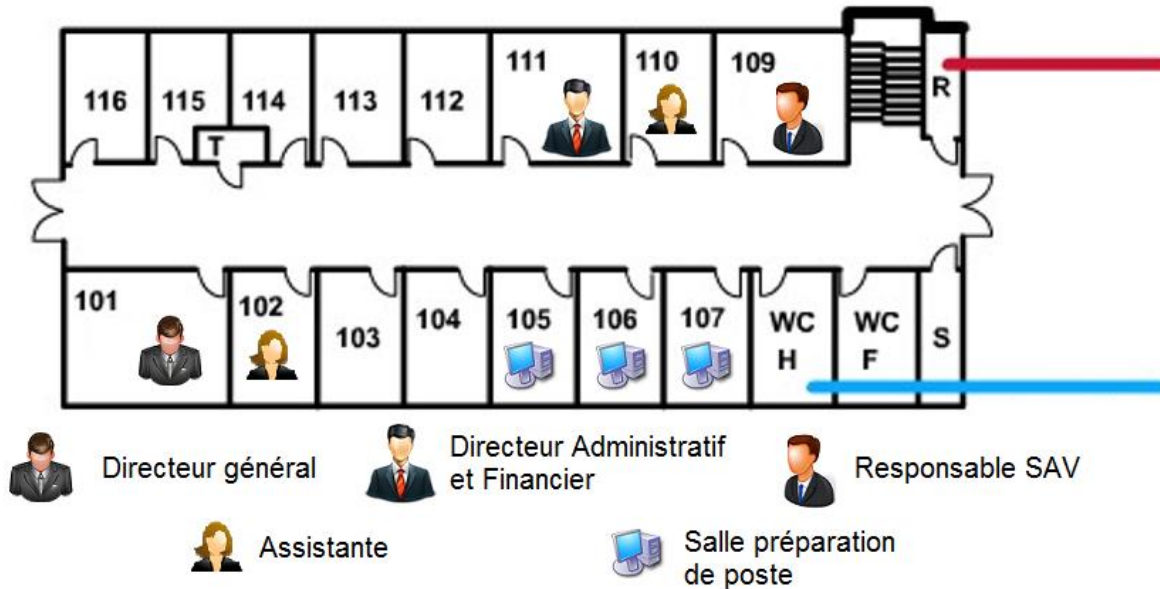 116 115 114 113 112 111 110 109 R
T
101 102 103 104 105 106 107 WC H WC F S
Directeur général
Directeur Administratif
et Financier
Responsable SAV
Assistante
Salle préparation
de poste